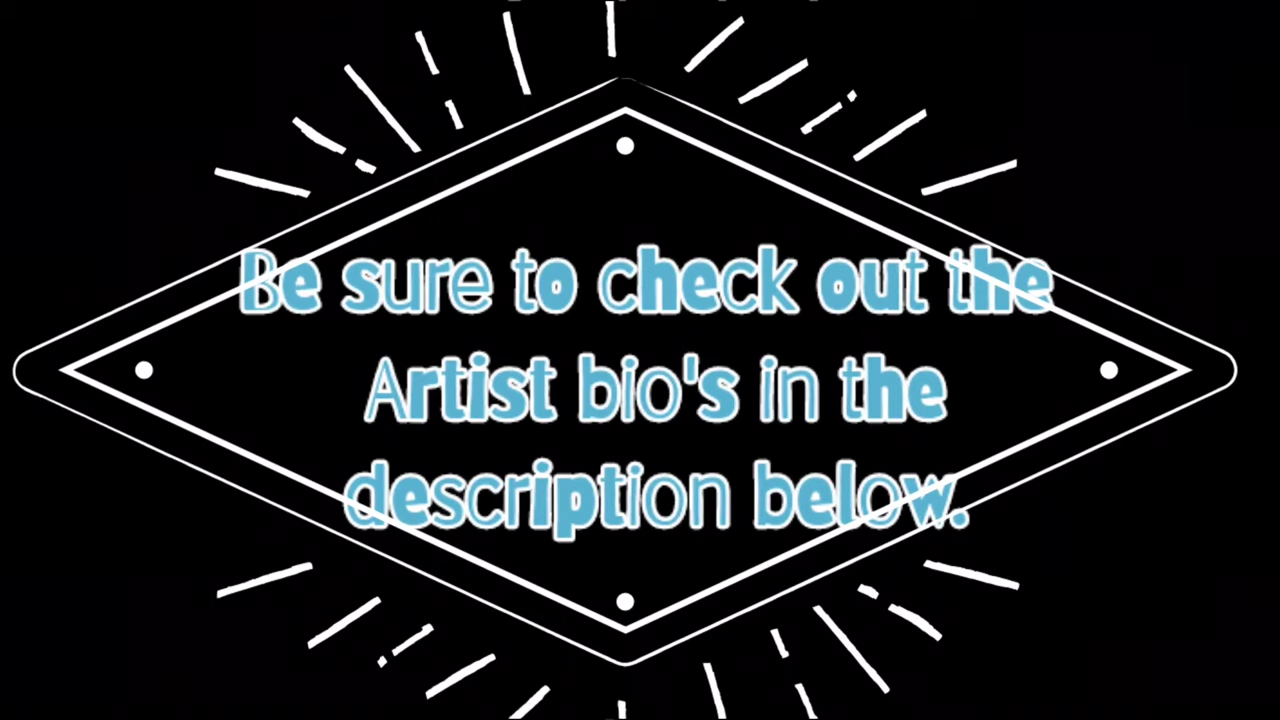 Be sure to check out the
Artist bio's in the
description below.